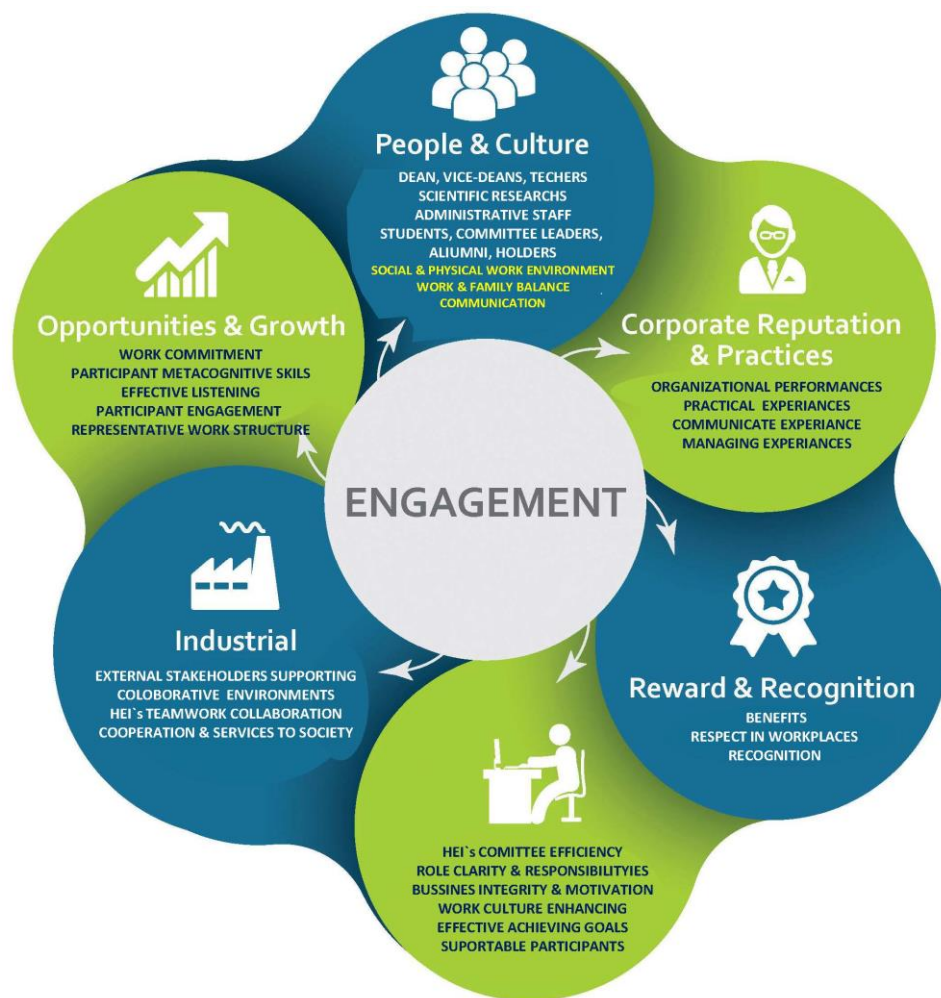 People & Culture
DEAN, VICE-DEANS, TECHERS
SCIENTIFIC RESEARCHS
ADMINISTRATIVE STAFF
STUDENTS, COMMITTEE LEADERS,
ALIUMNI, HOLDERS
SOCIAL & PHYSICAL WORK ENVIRONMENT
WORK & FAMILY BALANCE
COMMUNICATION
Corporate Reputation
& Practices
ORGANIZATIONAL PERFORMANCES
PRACTICAL EXPERIANCES
COMMUNICATE EXPERIANCE
MANAGING EXPERIANCES
Reward & Recognition
BENEFITS
RESPECT IN WORKPLACES
RECOGNITION
HEI`s COMITTEE EFFICIENCY
ROLE CLARITY & RESPONSIBILITYIES
BUSSINES INTEGRITY & MOTIVATION
WORK CULTURE ENHANCING
EFFECTIVE ACHIEVING GOALS
SUPORTABLE PARTICIPANTS
Industrial
EXTERNAL STAKEHOLDERS SUPPORTING
COLOBORATIVE ENVIRONMENTS
HEI`s TEAMWORK COLLABORATION
COOPERATION & SERVICES TO SOCIETY
Opportunities & Growth
WORK COMMITMENT
PARTICIPANT METACOGNITIVE SKILS
EFFECTIVE LISTENING
PARTICIPANT ENGAGEMENT
REPRESENTATIVE WORK STRUCTURE
ENGAGEMENT